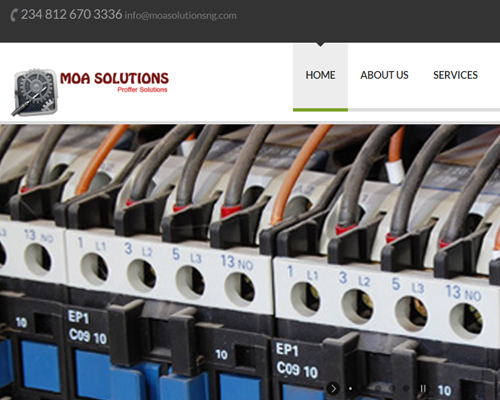 234 812 670 3336 info@moasolutionsng.com
MOA SOLUTIONS
Proffer Solutions
HOME ABOUT US SERVICES
13 NO 1 L1 3 L2 5 L3 13 NO 1 L1 3 L2 5 L3 13 NO
10 EP1 C09 10 10 EP1 C09 10 10